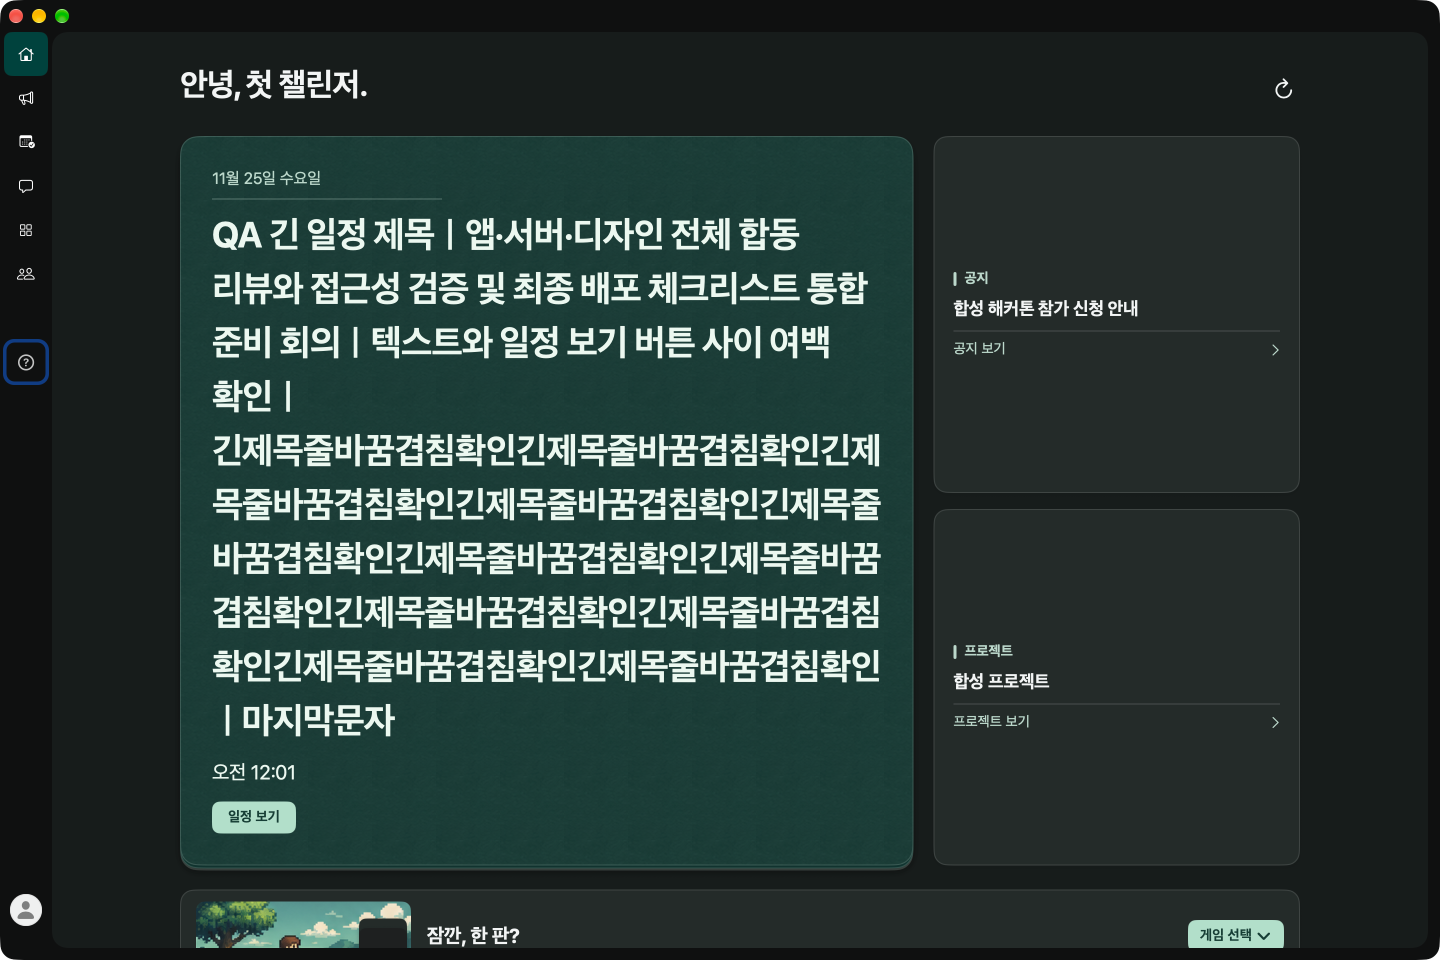 안녕, 첫 챌린저.
11월 25일 수요일
QA 긴 일정 제목 | 앱·서버·디자인 전체 합동
리뷰와 접근성 검증 및 최종 배포 체크리스트 통합
준비 회의 | 텍스트와 일정 보기 버튼 사이 여백
확인 |
긴제목줄바꿈겹침확인긴제목줄바꿈겹침확인긴제
목줄바꿈겹침확인긴제목줄바꿈겹침확인긴제목줄
바꿈겹침확인긴제목줄바꿈겹침확인긴제목줄바꿈
겹침확인긴제목줄바꿈겹침확인긴제목줄바꿈겹침
확인긴제목줄바꿈겹침확인긴제목줄바꿈겹침확인
| 마지막문자
오전 12:01
일정 보기
공지
합성 해커톤 참가 신청 안내
공지 보기
프로젝트
합성 프로젝트
프로젝트 보기
잠깐, 한 판?
게임 선택